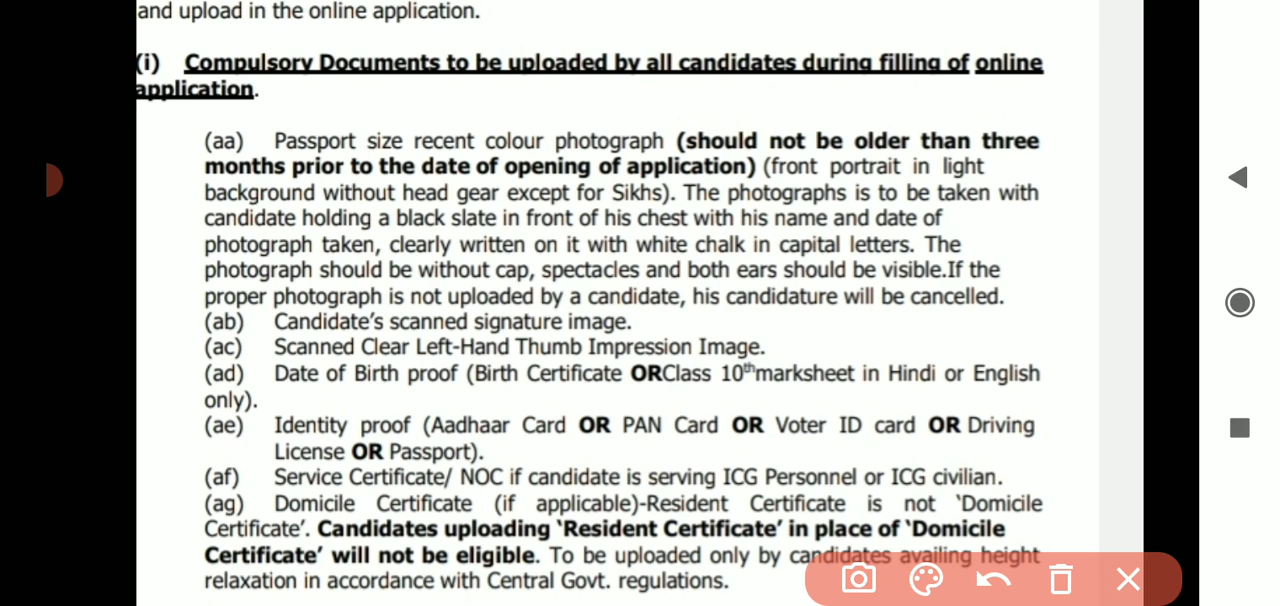 and upload in the online application.
(i) Compulsory Documents to be uploaded by all candidates during filling of online
application.
(aa) Passport size recent colour photograph (should not be older than three
months prior to the date of opening of application) (front portrait in light
background without head gear except for Sikhs). The photographs is to be taken with
candidate holding a black slate in front of his chest with his name and date of
photograph taken, clearly written on it with white chalk in capital letters. The
photograph should be without cap, spectacles and both ears should be visible.If the
proper photograph is not uploaded by a candidate, his candidature will be cancelled.
(ab) Candidate's scanned signature image.
(ac) Scanned Clear Left-Hand Thumb Impression Image.
(ad) Date of Birth proof (Birth Certificate ORClass 10thmarksheet in Hindi or English
only).
(ae) Identity proof (Aadhaar Card OR PAN Card OR Voter ID card OR Driving
License OR Passport).
(af) Service Certificate/ NOC if candidate is serving ICG Personnel or ICG civilian.
(ag) Domicile Certificate (if applicable)-Resident Certificate is not 'Domicile
Certificate'. Candidates uploading 'Resident Certificate' in place of 'Domicile
Certificate' will not be eligible. To be uploaded only by candidates availing height
relaxation in accordance with Central Govt. regulations.